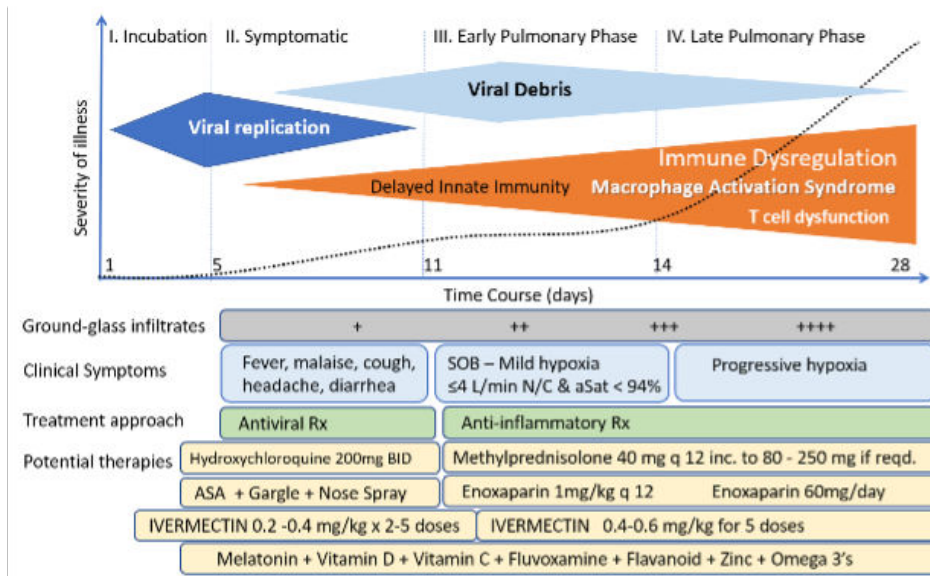 I. Incubation
II. Symptomatic
III. Early Pulmonary Phase
IV. Late Pulmonary Phase
Severity of illness
Viral Debris
Viral replication
Immune Dysregulation
Delayed Innate Immunity
Macrophage Activation Syndrome
T cell dysfunction
1
5
11
14
28
Time Course (days)
Ground-glass infiltrates
+
++
+++
++++
Clinical Symptoms
Fever, malaise, cough,
headache, diarrhea
SOB – Mild hypoxia
≤4 L/min N/C & aSat < 94%
Progressive hypoxia
Treatment approach
Antiviral Rx
Anti-inflammatory Rx
Potential therapies
Hydroxychloroquine 200mg BID
Methylprednisolone 40 mg q 12 inc. to 80 - 250 mg if reqd.
ASA + Gargle + Nose Spray
Enoxaparin 1mg/kg q 12
Enoxaparin 60mg/day
IVERMECTIN 0.2 -0.4 mg/kg x 2-5 doses
IVERMECTIN 0.4-0.6 mg/kg for 5 doses
Melatonin + Vitamin D + Vitamin C + Fluvoxamine + Flavanoid + Zinc + Omega 3's